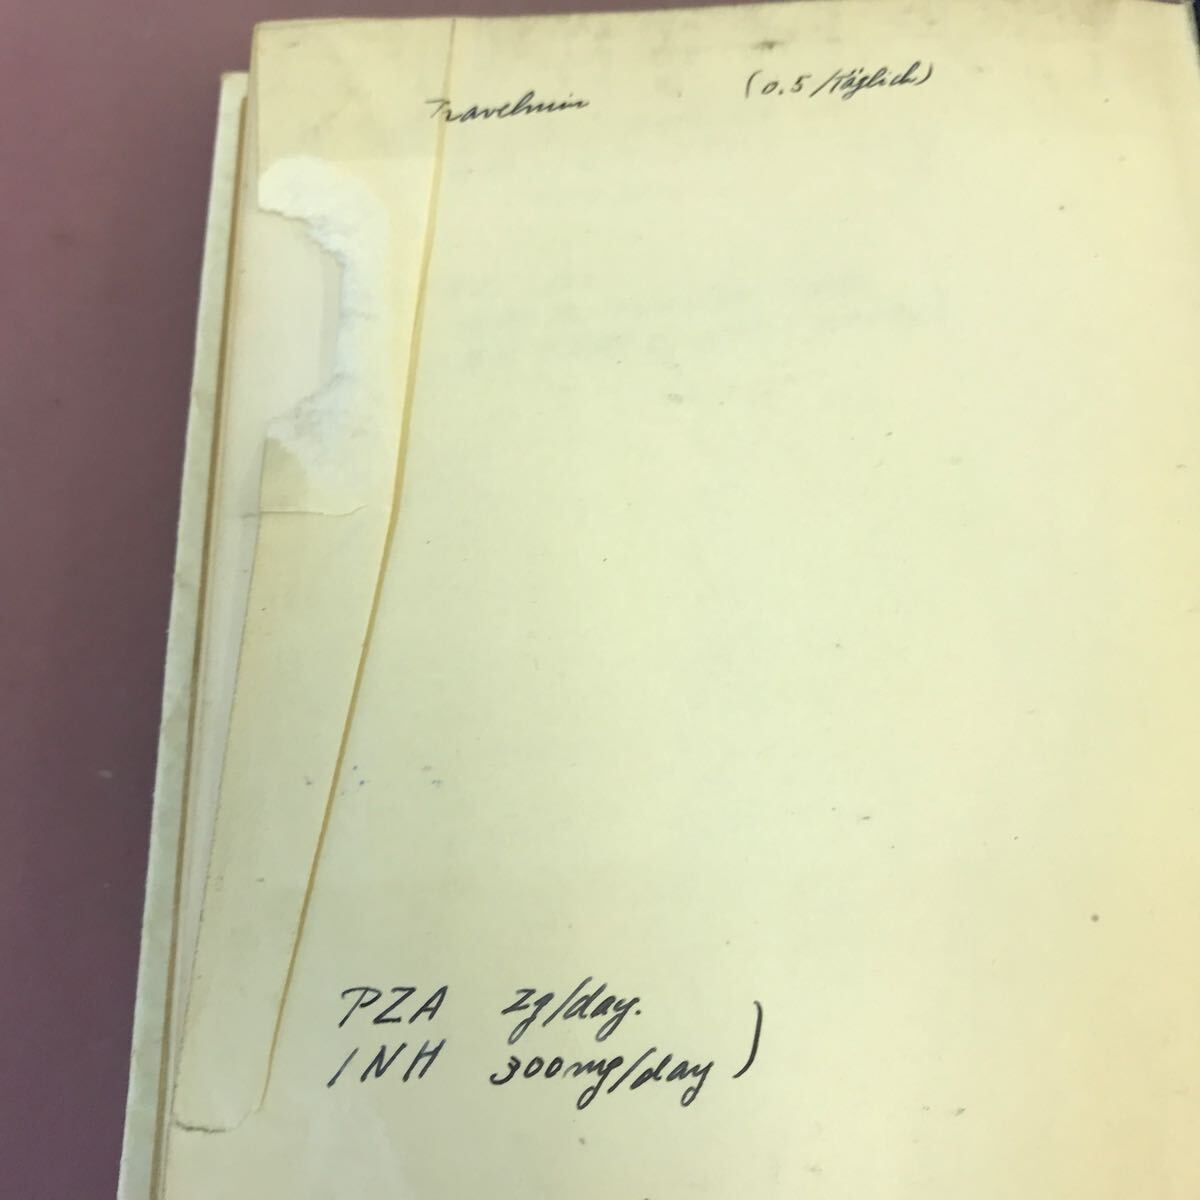 Travelmin (0.5/Täglich)
PZA 2g/day.
INH 300mg/day )